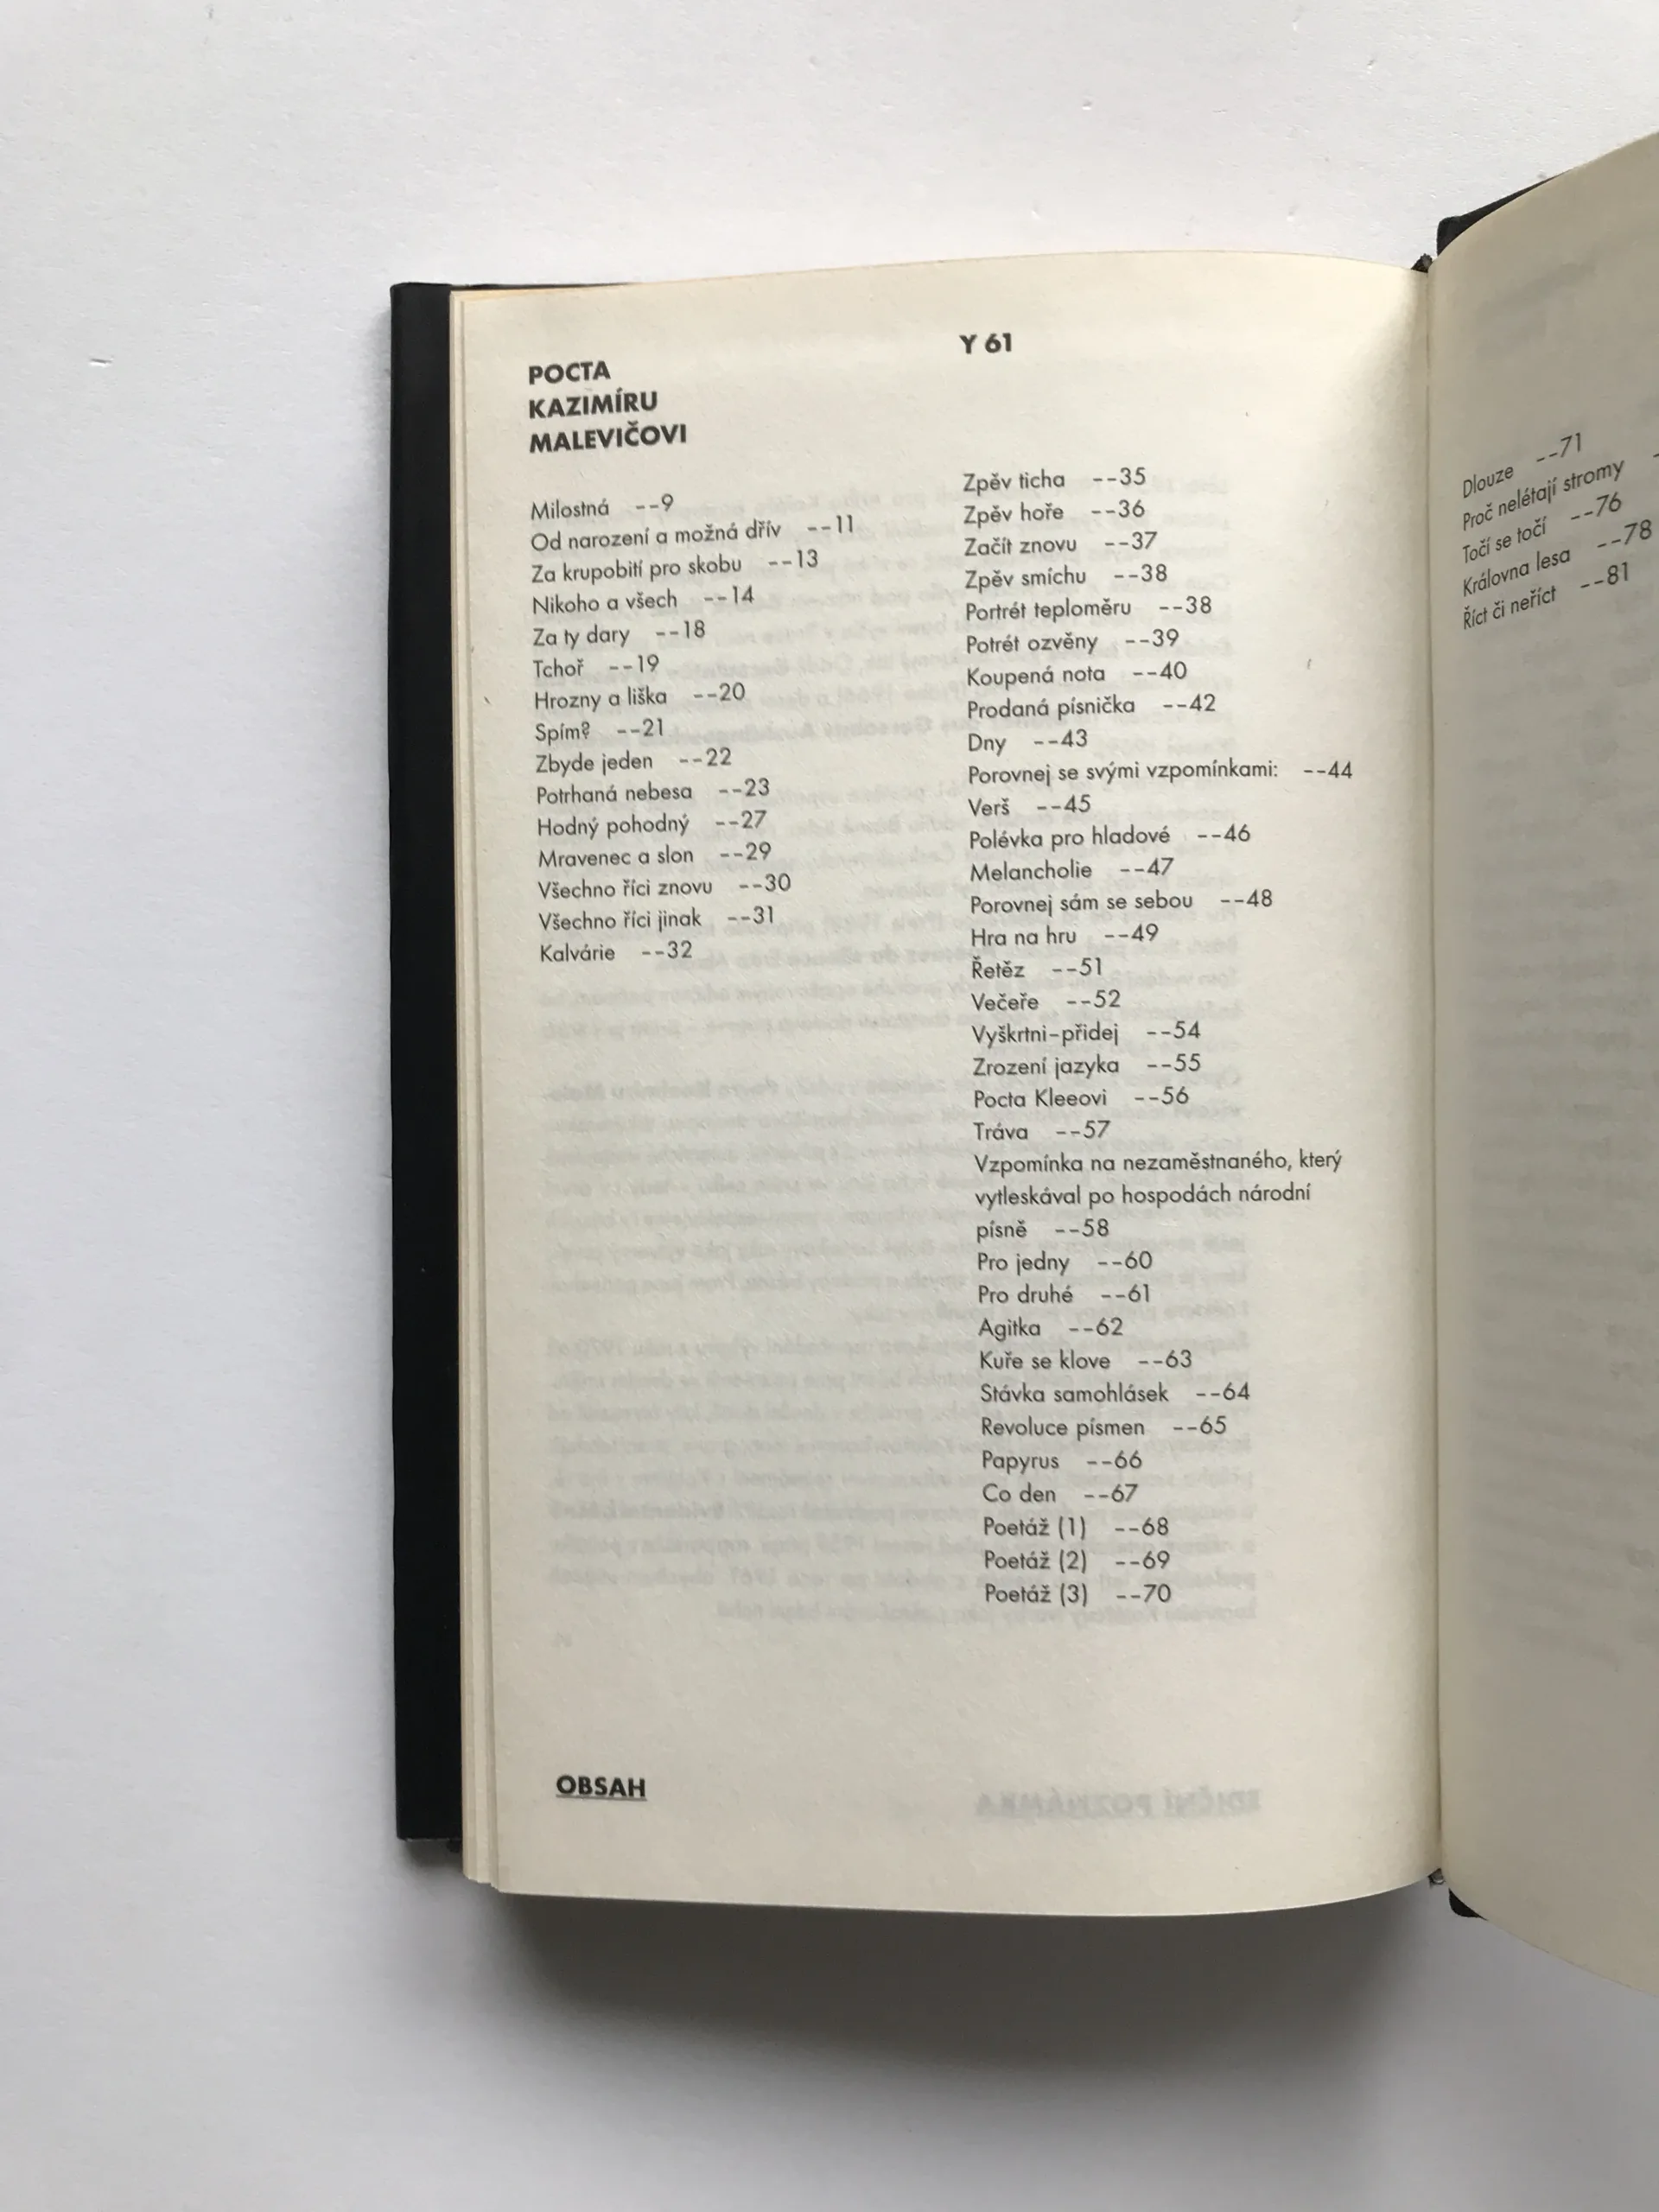 POCTA
KAZIMÍRU
MALEVIČOVI
Milostná --9
Od narození a možná dřív --11
Za krupobití pro skobu --13
Nikoho a všech --14
Za ty dary --18
Tchoř --19
Hrozny a liška --20
Spím? --21
Zbyde jeden --22
Potrhaná nebesa --23
Hodný pohodný --27
Mravenec a slon --29
Všechno říci znovu --30
Všechno říci jinak --31
Kalvárie --32
Y 61
Zpěv ticha --35
Zpěv hoře --36
Začít znovu --37
Zpěv smíchu --38
Portrét teploměru --38
Potrét ozvěny --39
Koupená nota --40
Prodaná písnička --42
Dny --43
Porovnej se svými vzpomínkami: --44
Verš --45
Polévka pro hladové --46
Melancholie --47
Porovnej sám se sebou --48
Hra na hru --49
Řetěz --51
Večeře --52
Vyškrtni-přidej --54
Zrození jazyka --55
Pocta Kleeovi --56
Tráva --57
Vzpomínka na nezaměstnaného, který
vytleskával po hospodách národní
písně --58
Pro jedny --60
Pro druhé --61
Agitka --62
Kuře se klove --63
Stávka samohlásek --64
Revoluce písmen --65
Papyrus --66
Co den --67
Poetáž (1) --68
Poetáž (2) --69
Poetáž (3) --70
OBSAH
Dlouze --71
Proč nelétají stromy
Točí se točí --76
Královna lesa --78
Říct či neříct --81